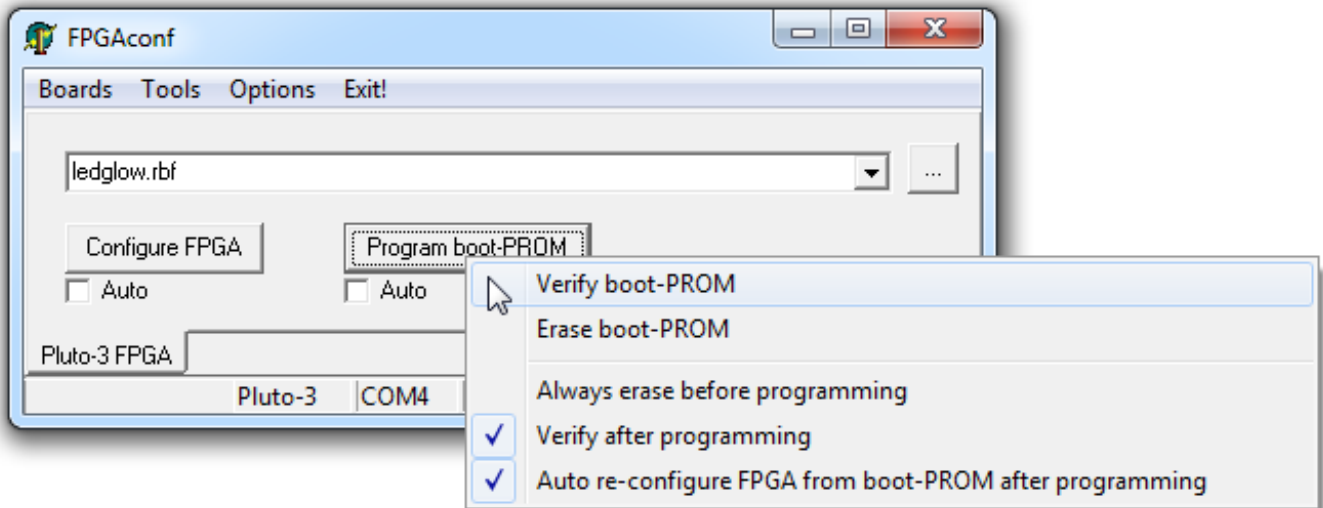 FPGAconf
Boards Tools Options Exit!
ledglow.rbf
...
Configure FPGA Program boot-PROM
Auto Auto
Verify boot-PROM
Erase boot-PROM
Pluto-3 FPGA
Always erase before programming
Pluto-3 COM4
Verify after programming
Auto re-configure FPGA from boot-PROM after programming